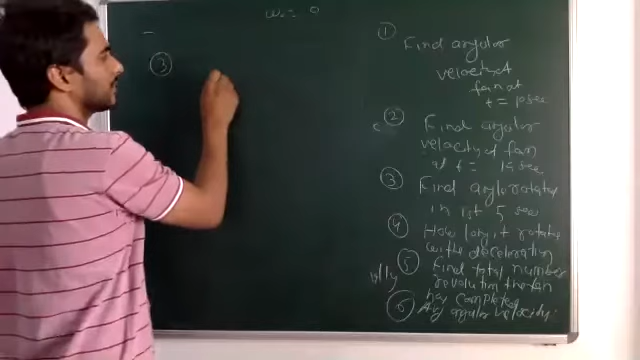 ω₀ = 0
③
① Find angular
velocity of
fan at
t = 10 sec
② Find angular
velocity of fan
at t = 15 sec
③ Find angle rotated
in 1st 5 sec
④ How long it rotate
with deceleration
⑤ Find total number
revolution the fan
has completed
⑥ Avg angular velocity